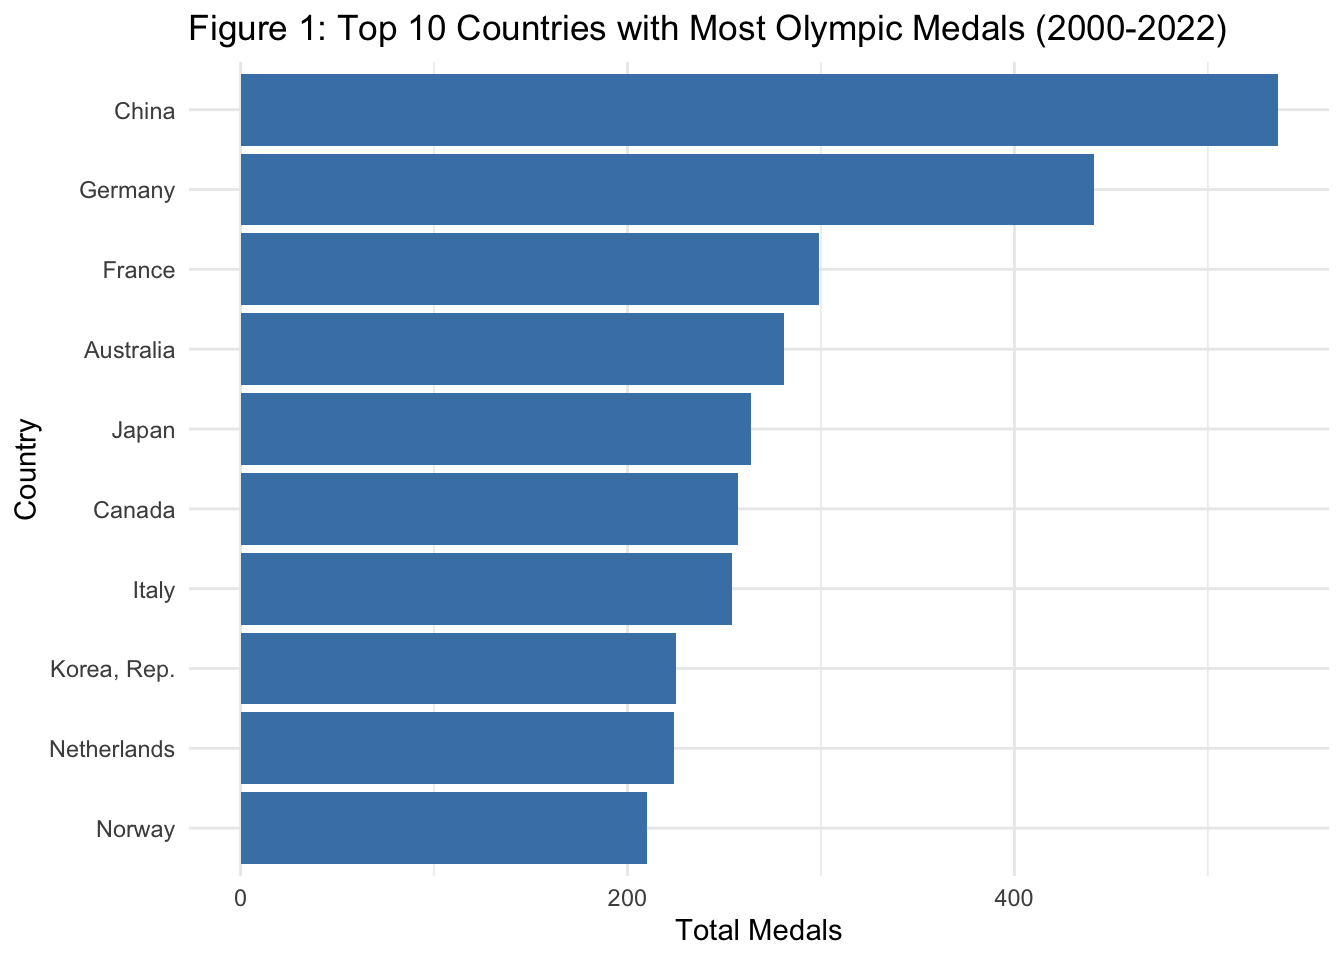 Figure 1: Top 10 Countries with Most Olympic Medals (2000-2022)
China
Germany
France
Australia
Japan
Canada
Italy
Korea, Rep.
Netherlands
Norway
Country
0 200 400
Total Medals